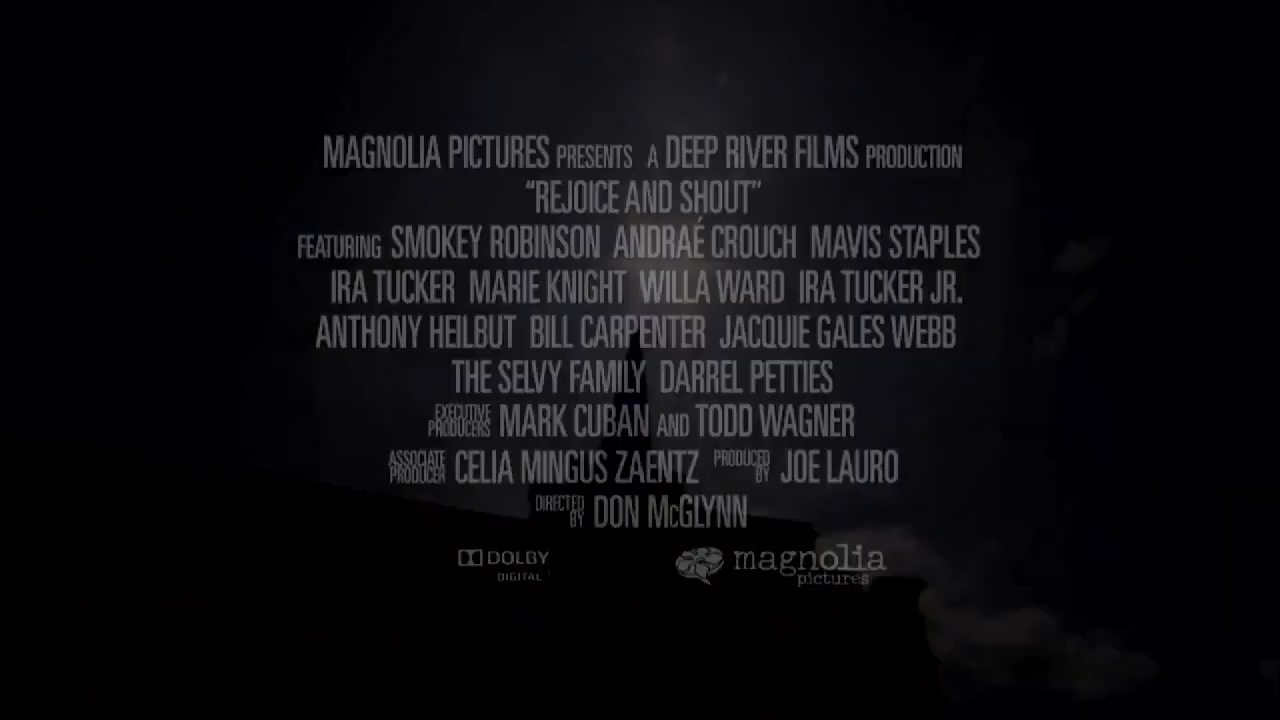 MAGNOLIA PICTURES PRESENTS A DEEP RIVER FILMS PRODUCTION
“REJOICE AND SHOUT”
FEATURING SMOKEY ROBINSON ANDRAÉ CROUCH MAVIS STAPLES
IRA TUCKER MARIE KNIGHT WILLA WARD IRA TUCKER JR.
ANTHONY HEILBUT BILL CARPENTER JACQUIE GALES WEBB
THE SELVY FAMILY DARREL PETTIES
EXECUTIVE PRODUCERS MARK CUBAN AND TODD WAGNER
ASSOCIATE PRODUCER CELIA MINGUS ZAENTZ PRODUCED BY JOE LAURO
DIRECTED BY DON McGLYNN
DOLBY DIGITAL magnolia pictures